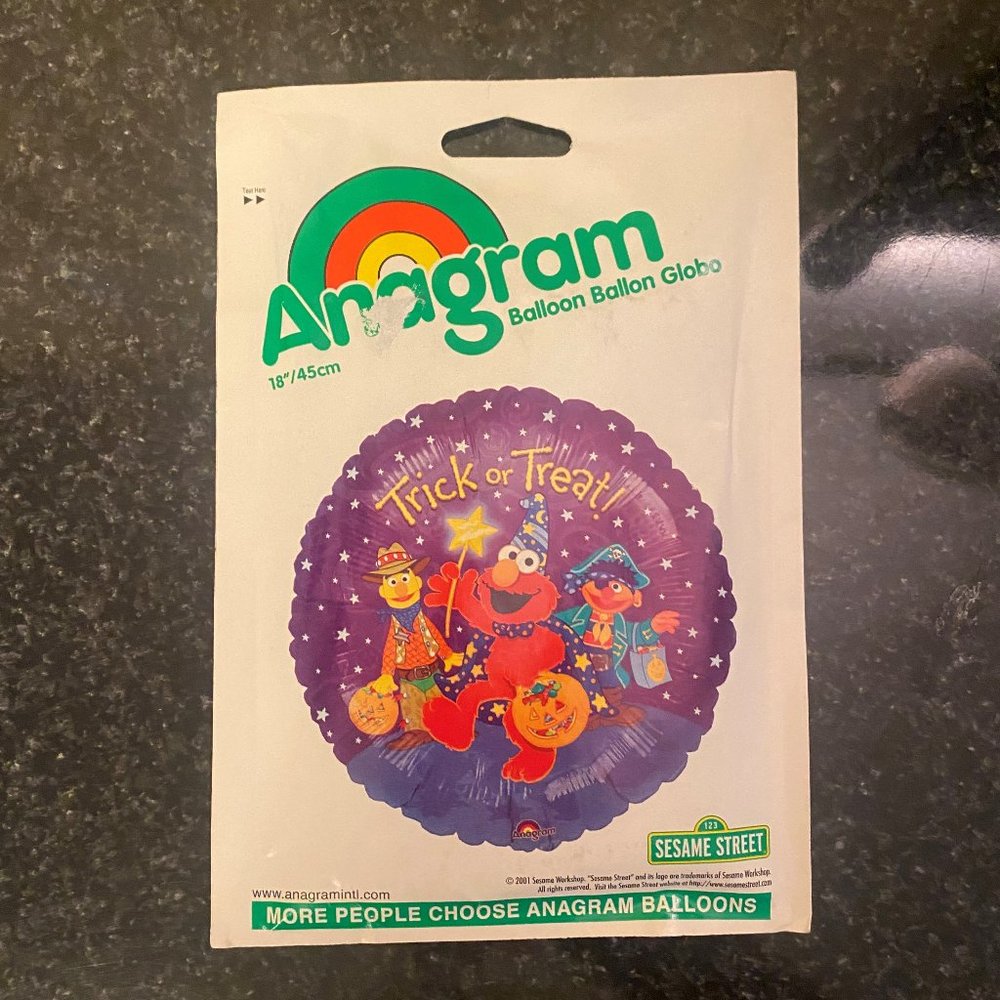 Tear Here
Anagram
Balloon Ballon Globo
18"/45cm
Trick or Treat!
Anagram
123
SESAME STREET
© 2001 Sesame Workshop. "Sesame Street" and its logo are trademarks of Sesame Workshop.
All rights reserved. Visit the Sesame Street website at http://www.sesamestreet.com
www.anagramintl.com
MORE PEOPLE CHOOSE ANAGRAM BALLOONS